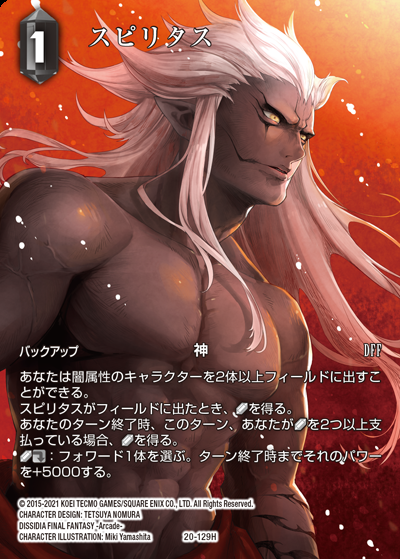 1
スピリタス
バックアップ 神 DFF
あなたは闇属性のキャラクターを2体以上フィールドに出すこ
とができる。
スピリタスがフィールドに出たとき、を得る。
あなたのターン終了時、このターン、あなたがを2つ以上支
払っている場合、を得る。
：フォワード1体を選ぶ。ターン終了時までそれのパワー
を+5000する。
© 2015-2021 KOEI TECMO GAMES/SQUARE ENIX CO., LTD. All Rights Reserved.
CHARACTER DESIGN: TETSUYA NOMURA
DISSIDIA FINAL FANTASY -Arcade-
CHARACTER ILLUSTRATION: Miki Yamashita 20-129H